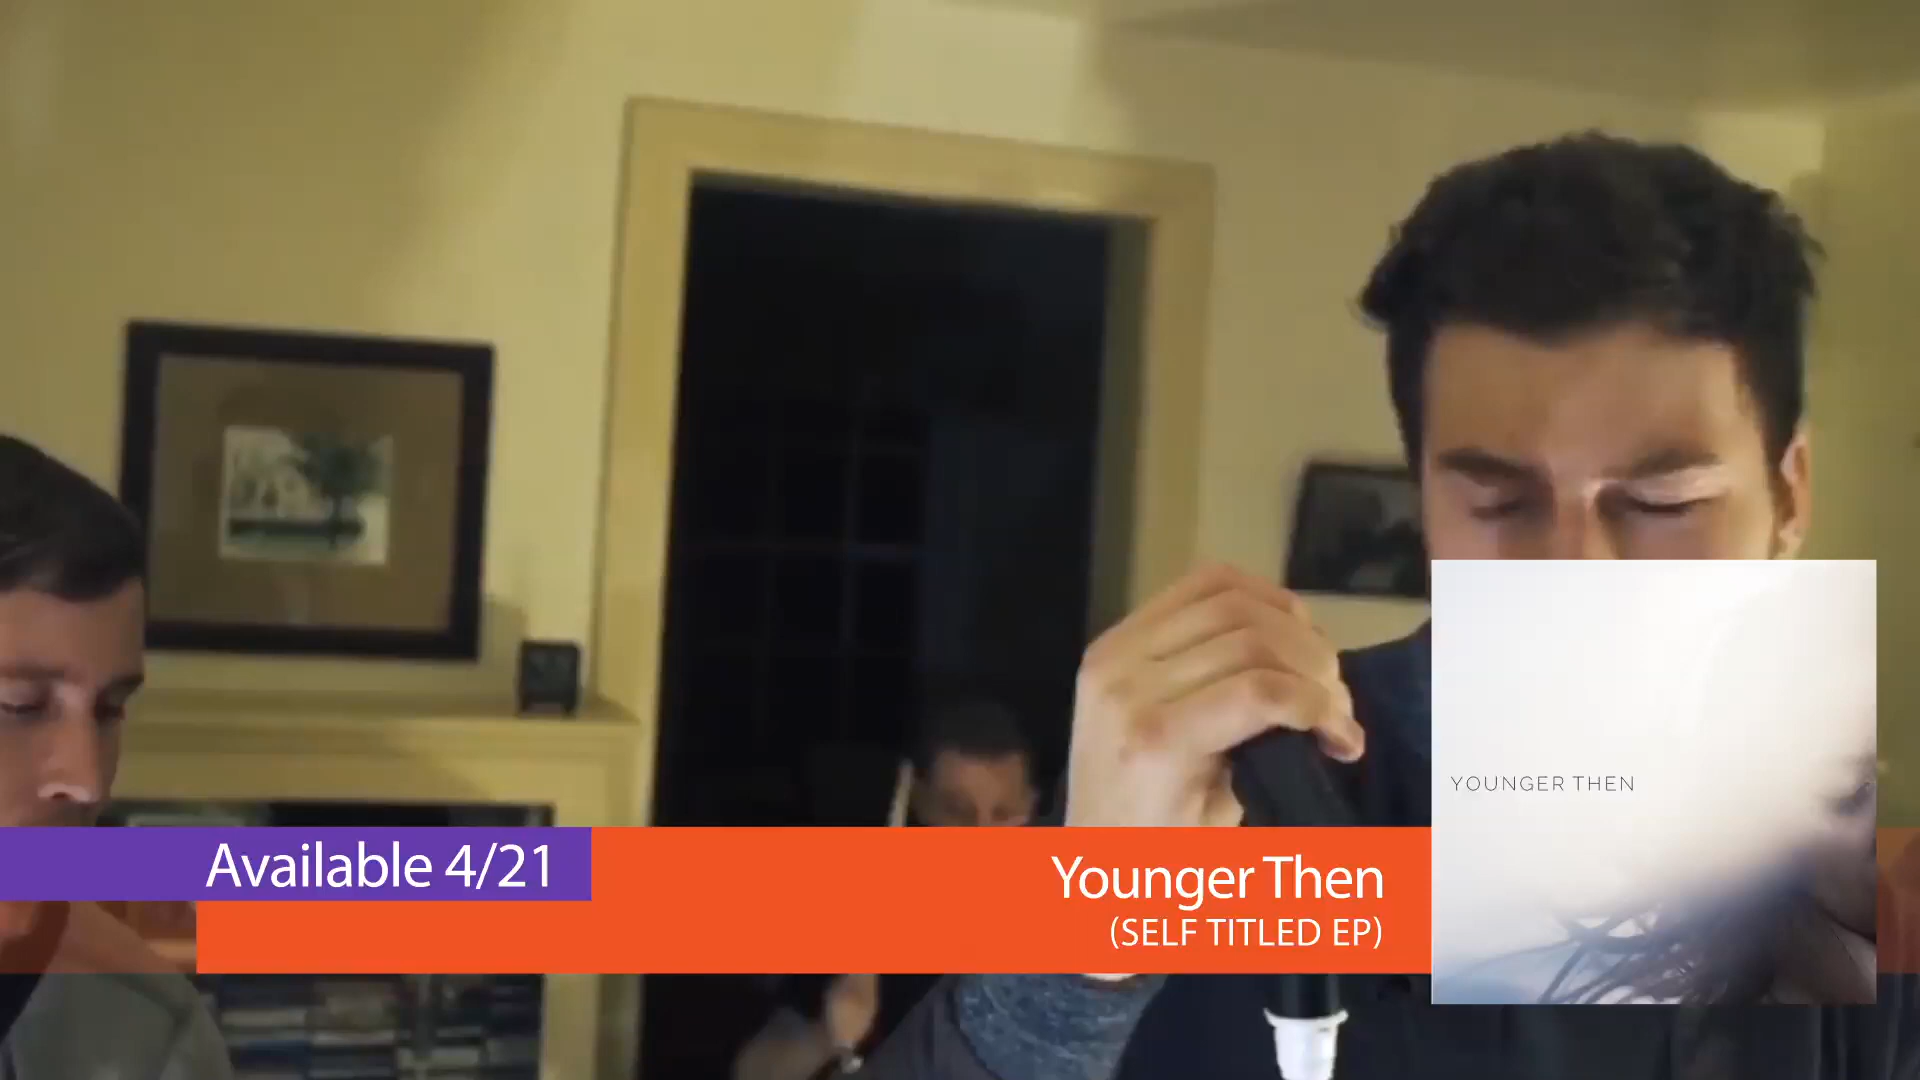 Available 4/21
Younger Then
(SELF TITLED EP)
YOUNGER THEN